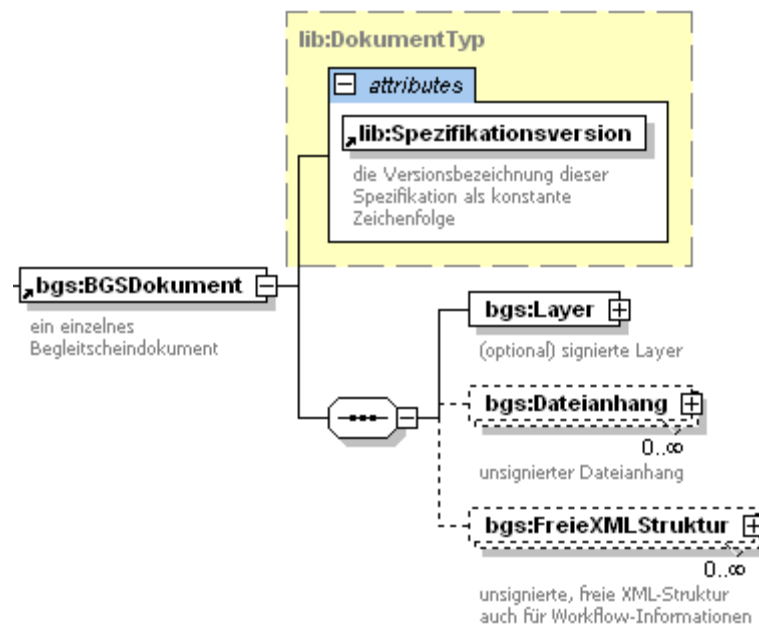 lib:DokumentTyp
attributes
lib:Spezifikationsversion
die Versionsbezeichnung dieser
Spezifikation als konstante
Zeichenfolge
bgs:BGSDokument
ein einzelnes
Begleitscheindokument
bgs:Layer
(optional) signierte Layer
bgs:Dateianhang
0..∞
unsignierter Dateianhang
bgs:FreieXMLStruktur
0..∞
unsignierte, freie XML-Struktur
auch für Workflow-Informationen